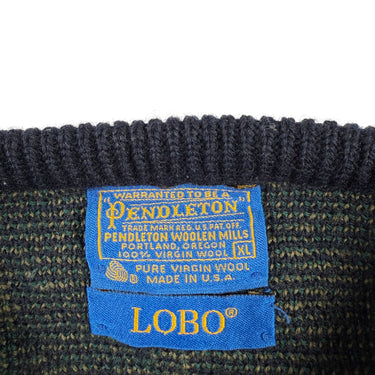 "WARRANTED TO BE A
"PENDLETON"
TRADE MARK REG. U.S. PAT. OFF.
PENDLETON WOOLEN MILLS
PORTLAND, OREGON
100% VIRGIN WOOL XL
PURE VIRGIN WOOL
MADE IN U.S.A.
LOBO®